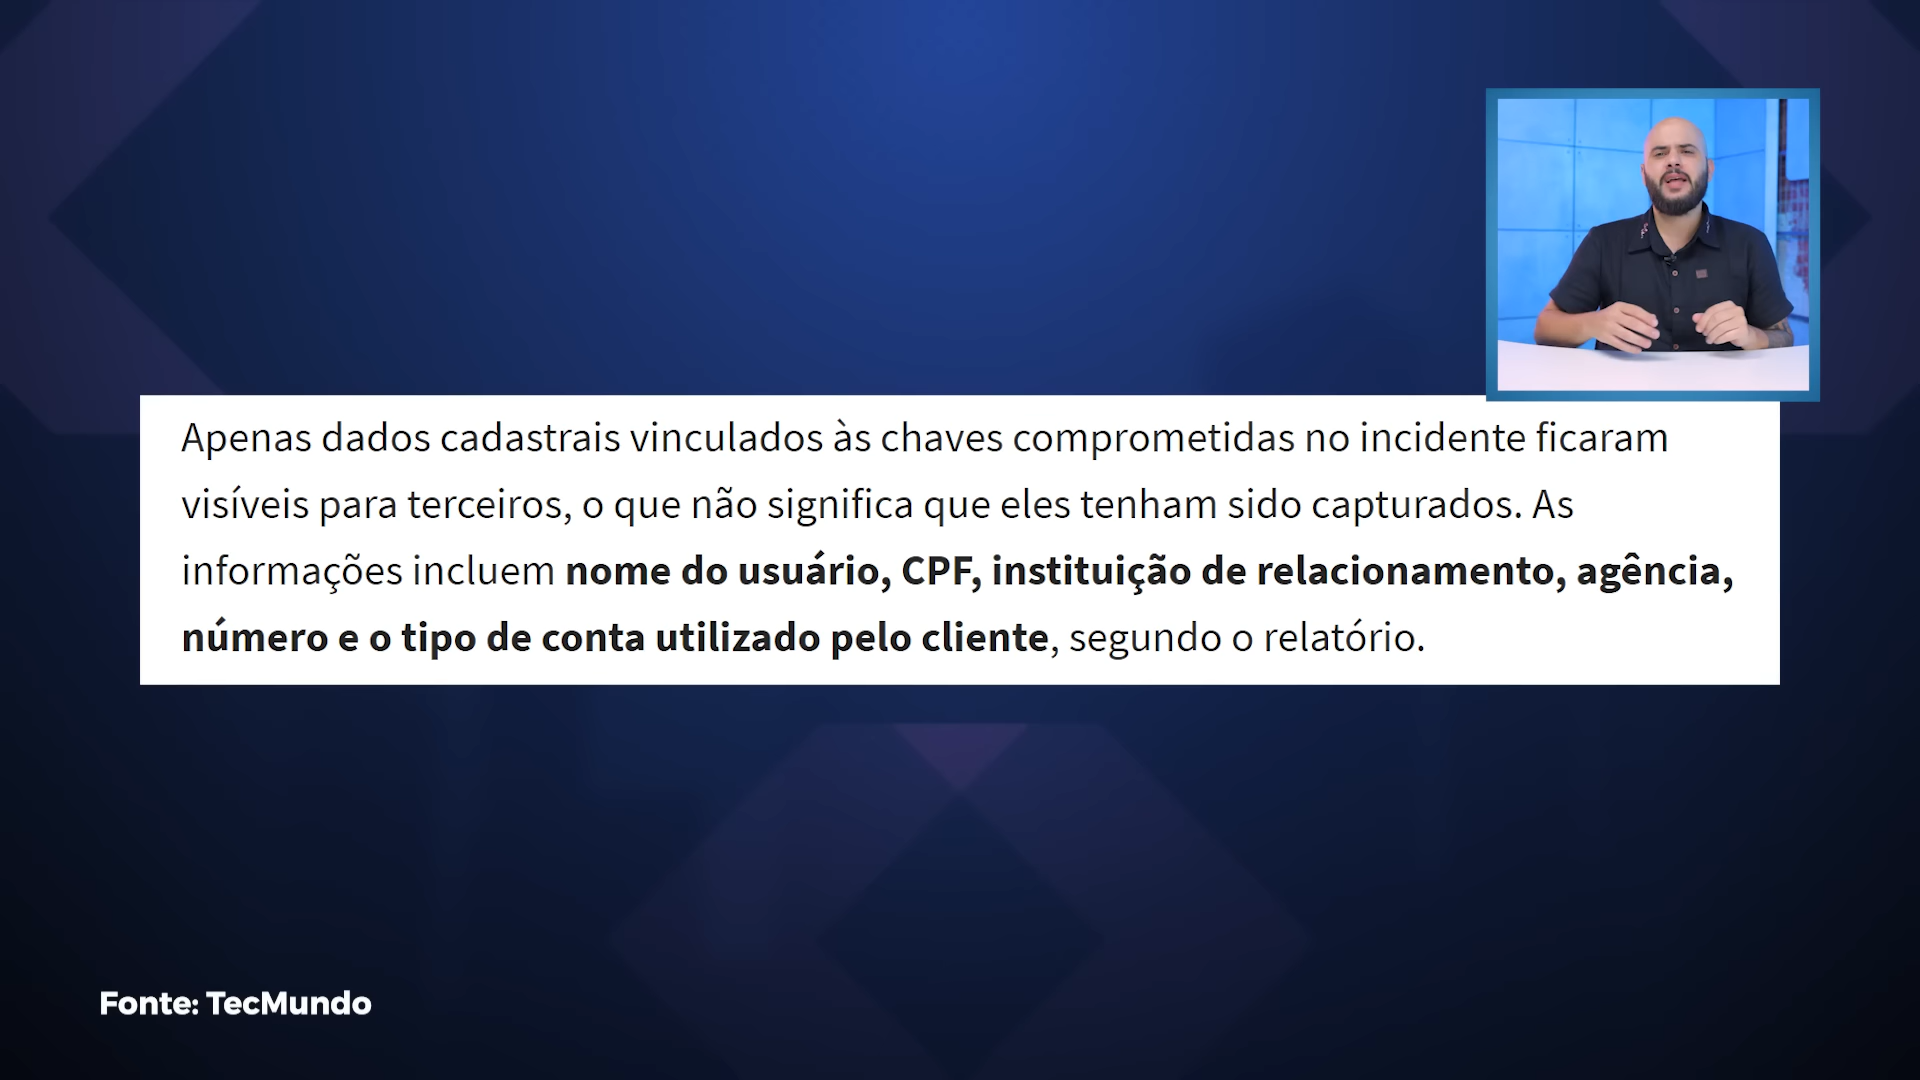 Apenas dados cadastrais vinculados às chaves comprometidas no incidente ficaram
visíveis para terceiros, o que não significa que eles tenham sido capturados. As
informações incluem nome do usuário, CPF, instituição de relacionamento, agência,
número e o tipo de conta utilizado pelo cliente, segundo o relatório.
Fonte: TecMundo